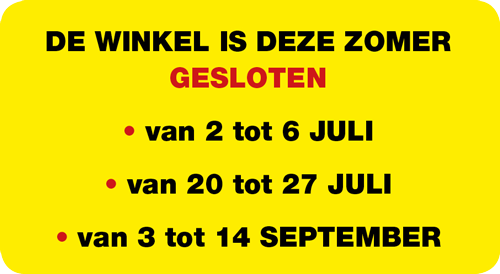 DE WINKEL IS DEZE ZOMER
GESLOTEN
• van 2 tot 6 JULI
• van 20 tot 27 JULI
• van 3 tot 14 SEPTEMBER